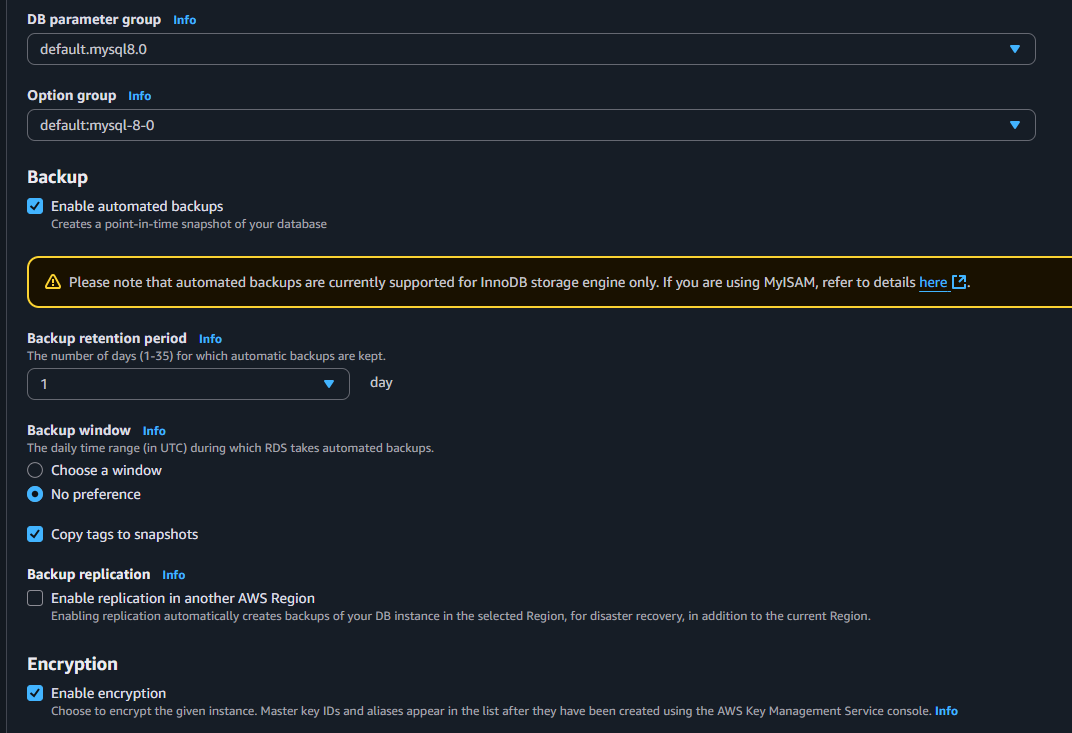 DB parameter group Info
default.mysql8.0
Option group Info
default:mysql-8-0
Backup
Enable automated backups
Creates a point-in-time snapshot of your database
Please note that automated backups are currently supported for InnoDB storage engine only. If you are using MyISAM, refer to details here.
Backup retention period Info
The number of days (1-35) for which automatic backups are kept.
1 day
Backup window Info
The daily time range (in UTC) during which RDS takes automated backups.
Choose a window
No preference
Copy tags to snapshots
Backup replication Info
Enable replication in another AWS Region
Enabling replication automatically creates backups of your DB instance in the selected Region, for disaster recovery, in addition to the current Region.
Encryption
Enable encryption
Choose to encrypt the given instance. Master key IDs and aliases appear in the list after they have been created using the AWS Key Management Service console. Info